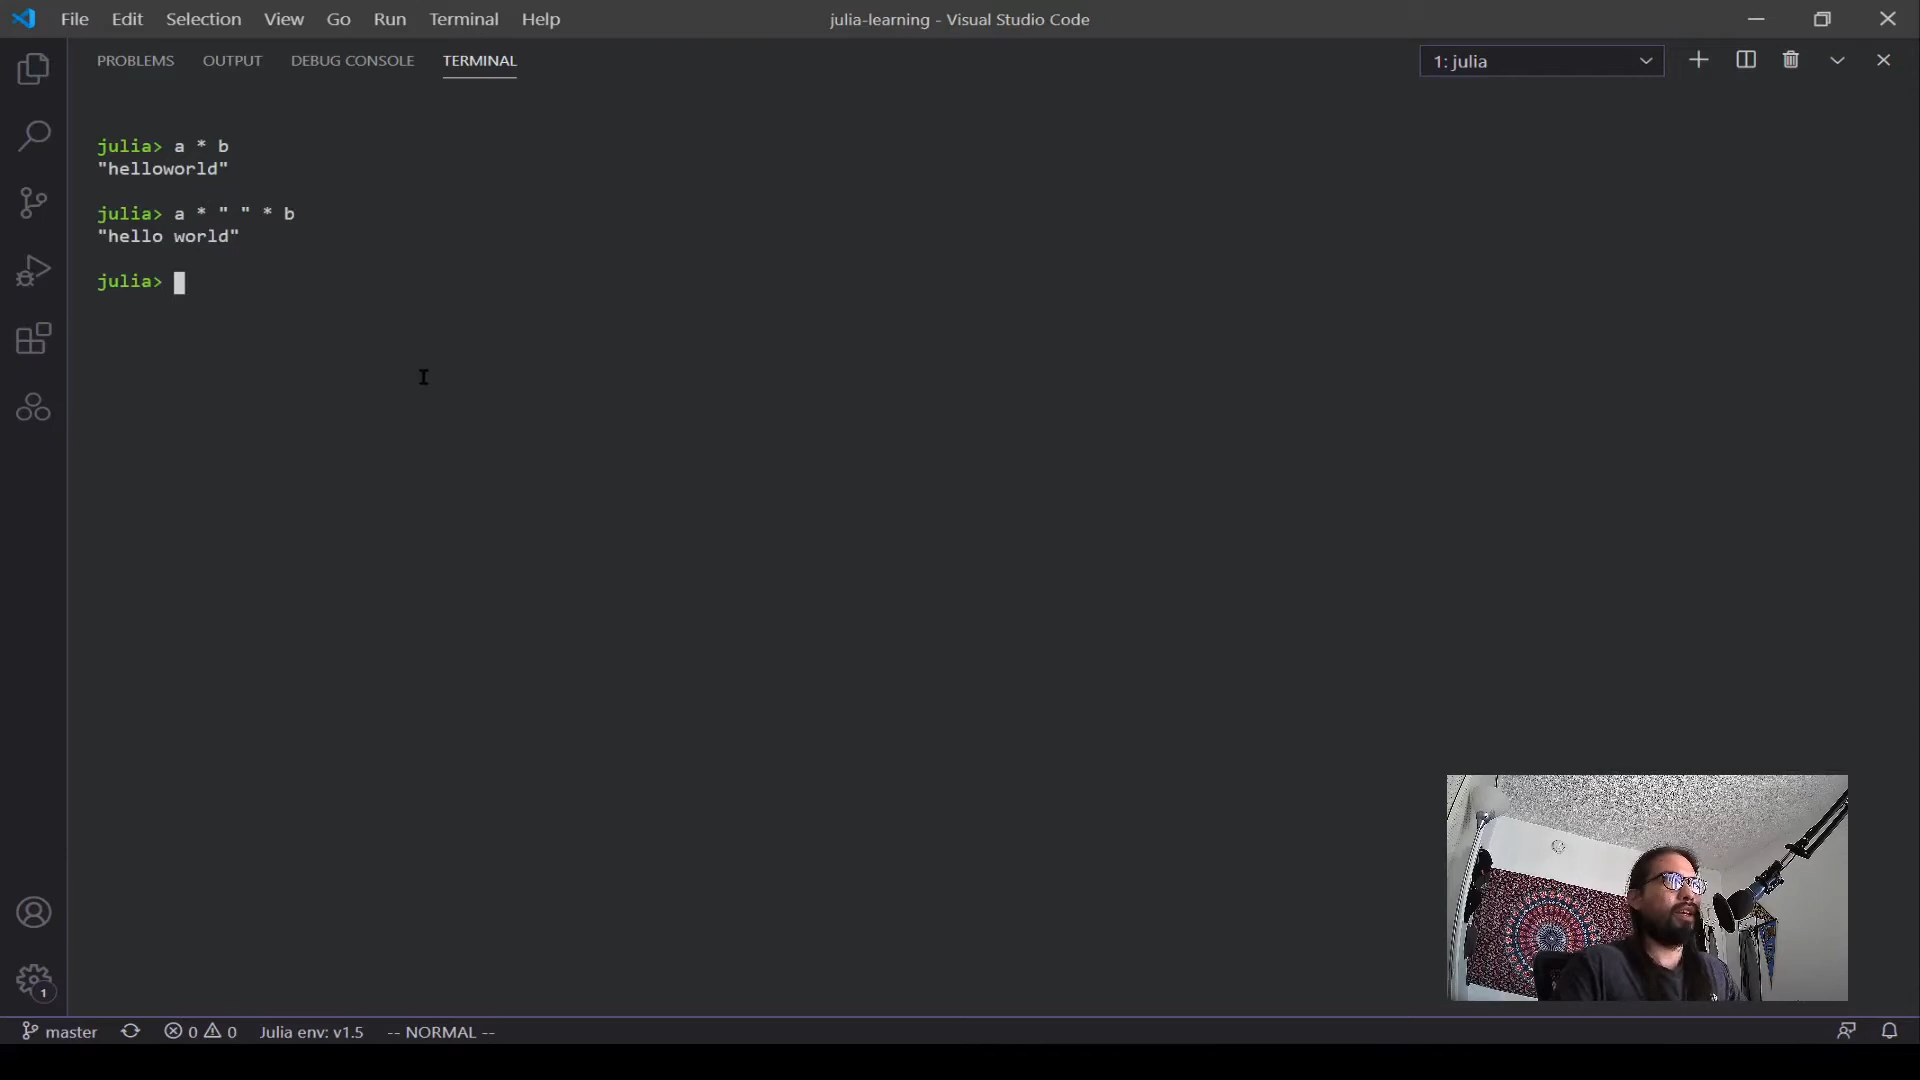 File Edit Selection View Go Run Terminal Help julia-learning - Visual Studio Code
PROBLEMS OUTPUT DEBUG CONSOLE TERMINAL 1: julia
julia> a * b
"helloworld"
julia> a * " " * b
"hello world"
julia>
1
master 0 0 Julia env: v1.5 -- NORMAL --